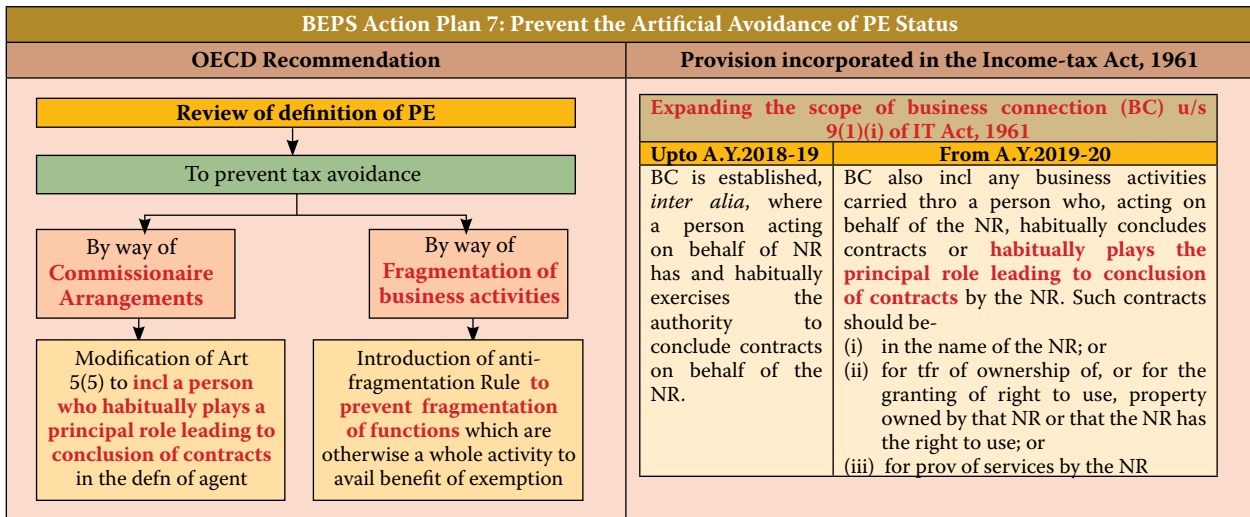 BEPS Action Plan 7: Prevent the Artificial Avoidance of PE Status
OECD Recommendation
Review of definition of PE
To prevent tax avoidance
By way of
Commissionaire
Arrangements
By way of
Fragmentation of
business activities
Modification of Art
5(5) to incl a person
who habitually plays a
principal role leading to
conclusion of contracts
in the defn of agent
Introduction of anti-
fragmentation Rule to
prevent fragmentation
of functions which are
otherwise a whole activity to
avail benefit of exemption
Provision incorporated in the Income-tax Act, 1961
Expanding the scope of business connection (BC) u/s
9(1)(i) of IT Act, 1961
Upto A.Y.2018-19
BC is established,
inter alia, where
a person acting
on behalf of NR
has and habitually
exercises the
authority to
conclude contracts
on behalf of the
NR.
From A.Y.2019-20
BC also incl any business activities
carried thro a person who, acting on
behalf of the NR, habitually concludes
contracts or habitually plays the
principal role leading to conclusion
of contracts by the NR. Such contracts
should be-
(i) in the name of the NR; or
(ii) for tfr of ownership of, or for the
granting of right to use, property
owned by that NR or that the NR has
the right to use; or
(iii) for prov of services by the NR